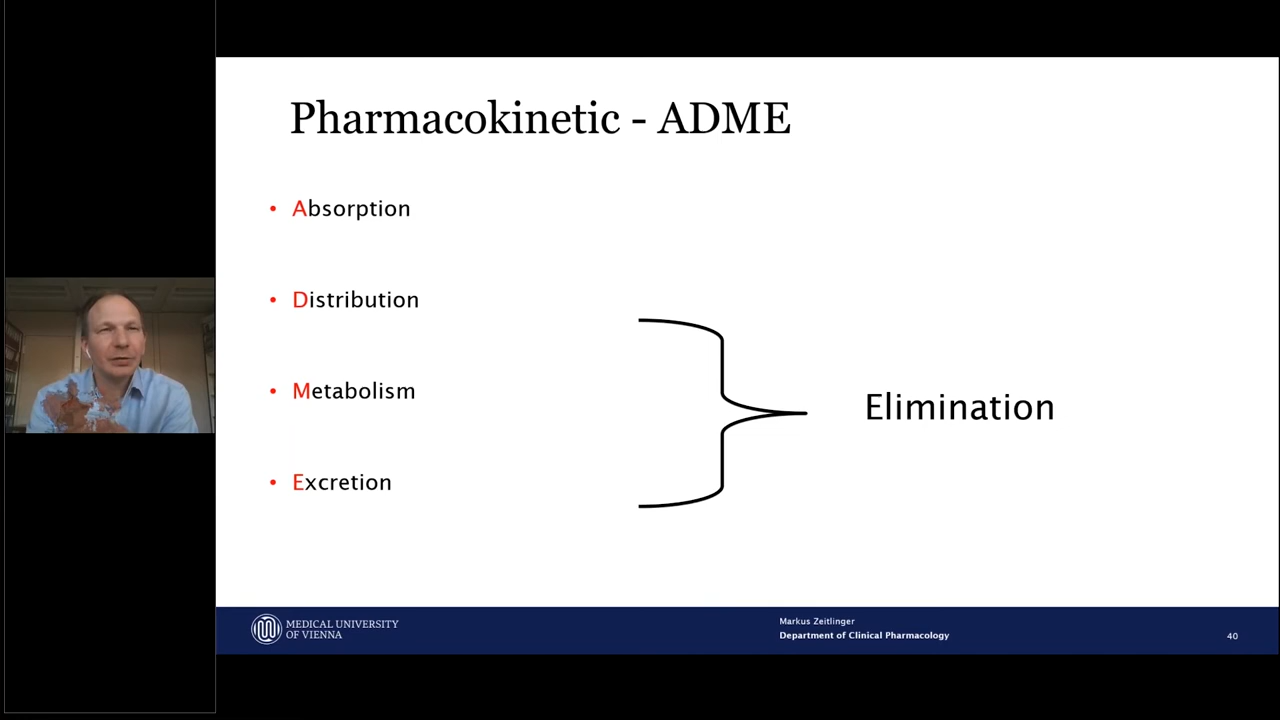 Pharmacokinetic - ADME
• Absorption
• Distribution
• Metabolism
• Excretion
Elimination
MEDICAL UNIVERSITY
OF VIENNA
Markus Zeitlinger
Department of Clinical Pharmacology
40